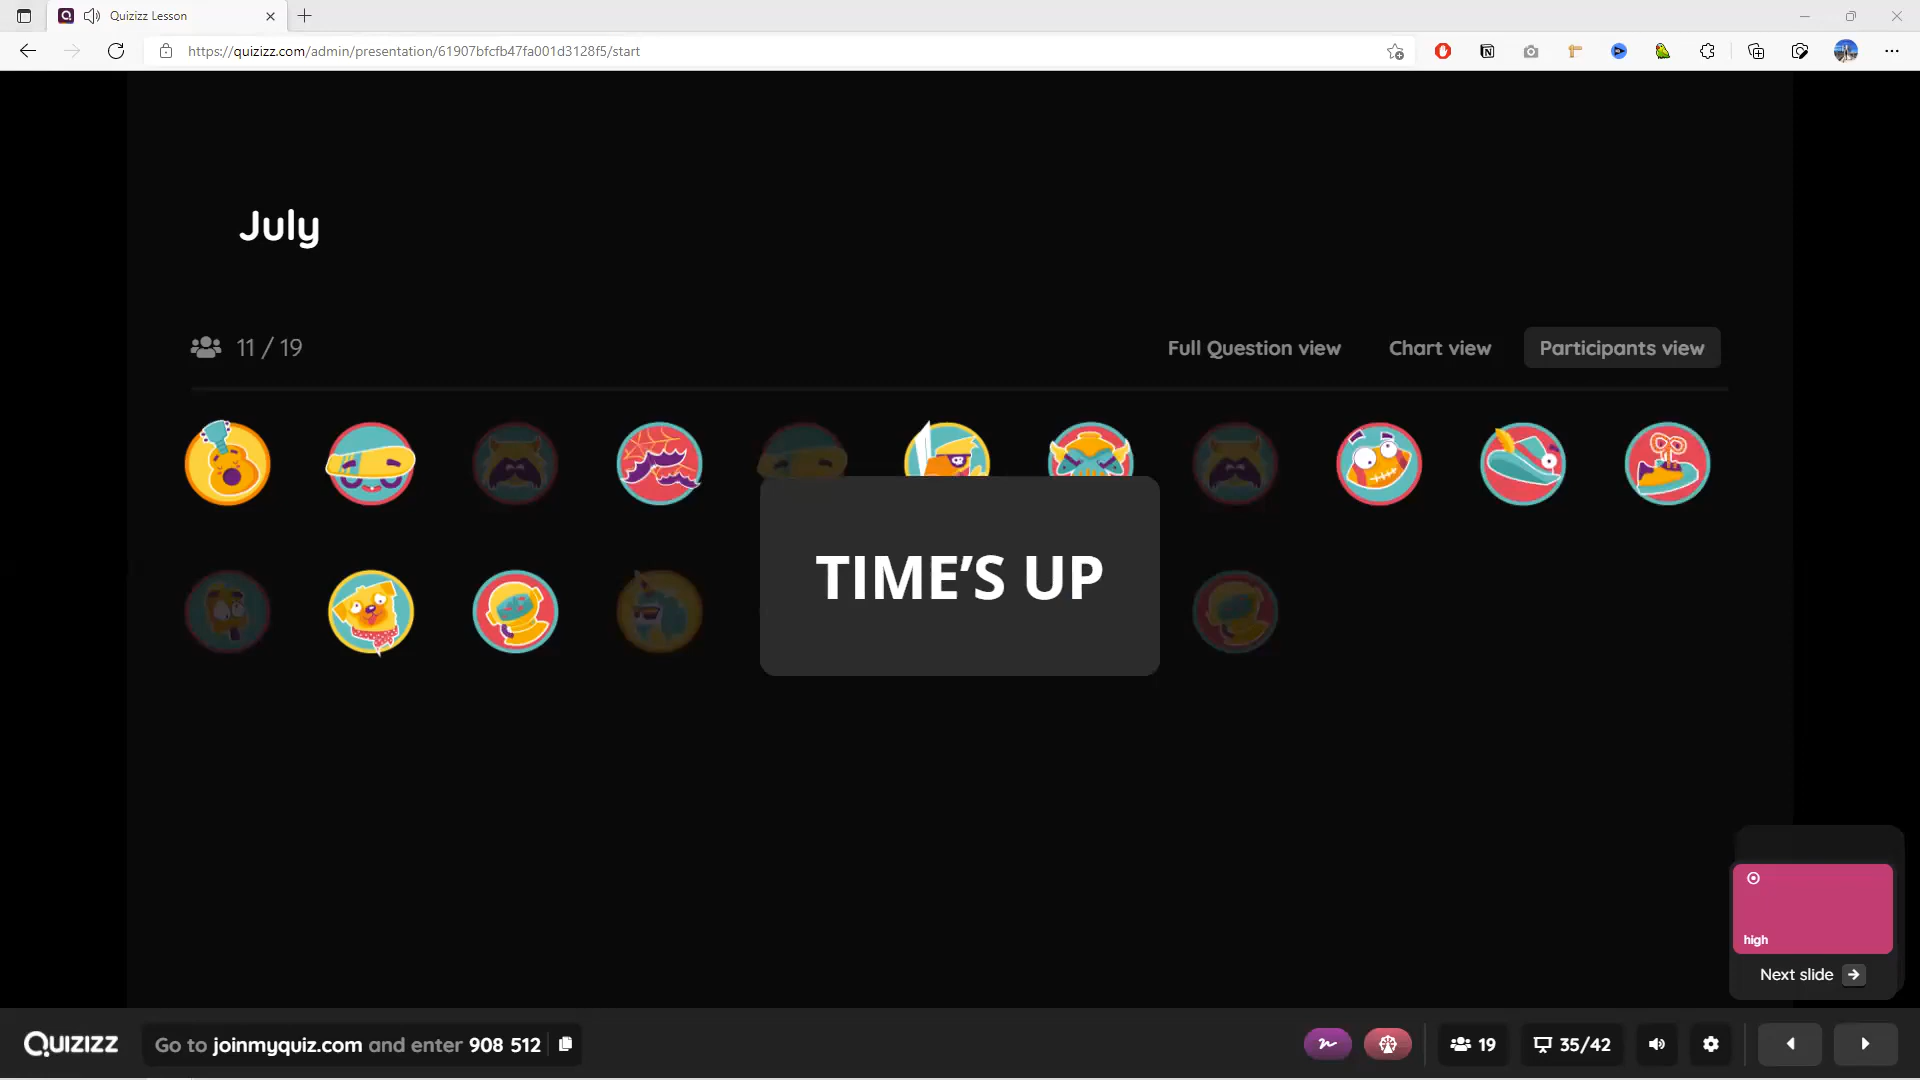 Quizizz Lesson
https://quizizz.com/admin/presentation/61907bfcfb47fa001d3128f5/start
July
11 / 19
Full Question view
Chart view
Participants view
TIME'S UP
high
Next slide
QUIZIZZ
Go to joinmyquiz.com and enter 908 512
19
35/42